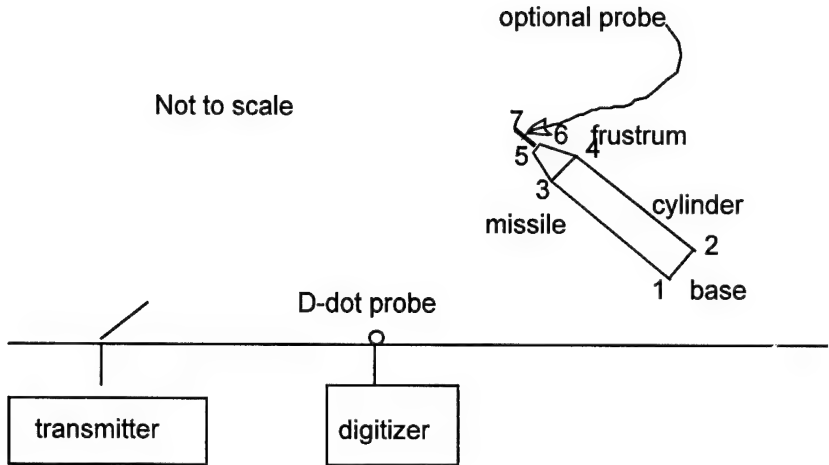 optional probe
Not to scale
7
6
frustrum
5
4
3
cylinder
missile
2
1
base
D-dot probe
transmitter
digitizer